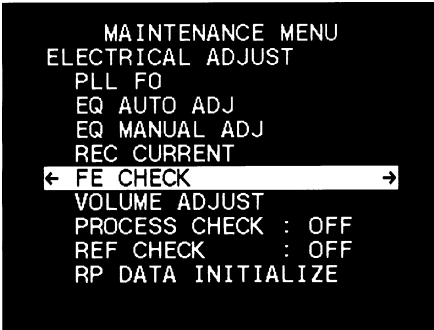 MAINTENANCE MENU
ELECTRICAL ADJUST
PLL FO
EQ AUTO ADJ
EQ MANUAL ADJ
REC CURRENT
← FE CHECK →
VOLUME ADJUST
PROCESS CHECK : OFF
REF CHECK : OFF
RP DATA INITIALIZE